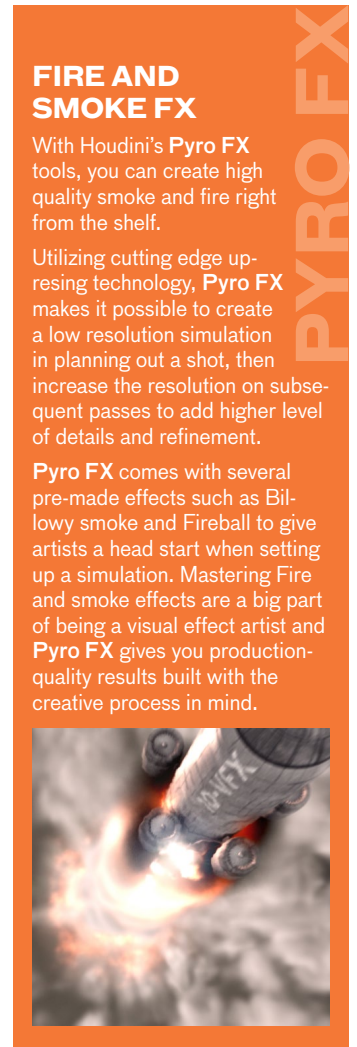 PYRO FX
FIRE AND
SMOKE FX
With Houdini's Pyro FX
tools, you can create high
quality smoke and fire right
from the shelf.
Utilizing cutting edge up-
resing technology, Pyro FX
makes it possible to create
a low resolution simulation
in planning out a shot, then
increase the resolution on subse-
quent passes to add higher level
of details and refinement.
Pyro FX comes with several
pre-made effects such as Bil-
lowy smoke and Fireball to give
artists a head start when setting
up a simulation. Mastering Fire
and smoke effects are a big part
of being a visual effect artist and
Pyro FX gives you production-
quality results built with the
creative process in mind.